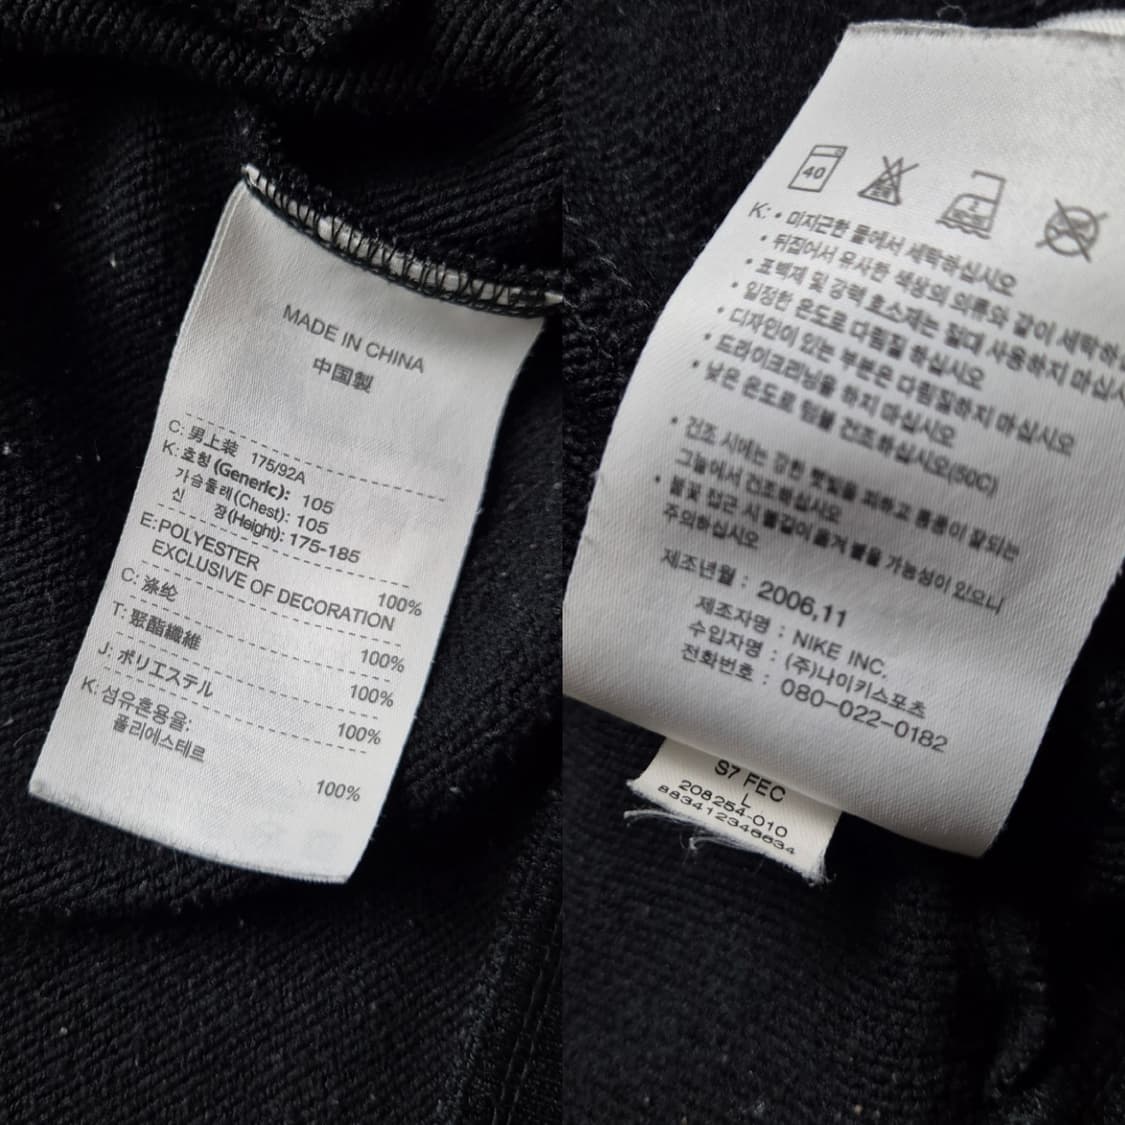 MADE IN CHINA
中国製
C: 男上装 175/92A
K: 호칭(Generic): 105
가슴둘레(Chest): 105
신 장(Height): 175-185
E: POLYESTER 100%
EXCLUSIVE OF DECORATION
C: 涤纶 100%
T: 聚酯纖維 100%
J: ポリエステル 100%
K: 섬유혼용율:
폴리에스테르 100%
40
K: • 미지근한 물에서 세탁하십시오
• 뒤집어서 유사한 색상의 의류와 같이 세탁하
• 표백제 및 강력 효소제는 절대 사용하지 마십시
• 일정한 온도로 다림질 하십시오
• 디자인이 있는 부분은 다림질하지 마십시오
• 드라이크리닝을 하지 마십시오
• 낮은 온도로 텀블 건조하십시오(50C)
• 건조 시에는 강한 햇빛을 피하고 통풍이 잘되는
그늘에서 건조하십시오
• 불꽃 접근 시 불길이 옮겨 붙을 가능성이 있으니
주의하십시오
제조년월 : 2006,11
제조자명 : NIKE INC.
수입자명 : (주)나이키스포츠
전화번호 : 080-022-0182
S7 FEC
L
208254-010
883412348834